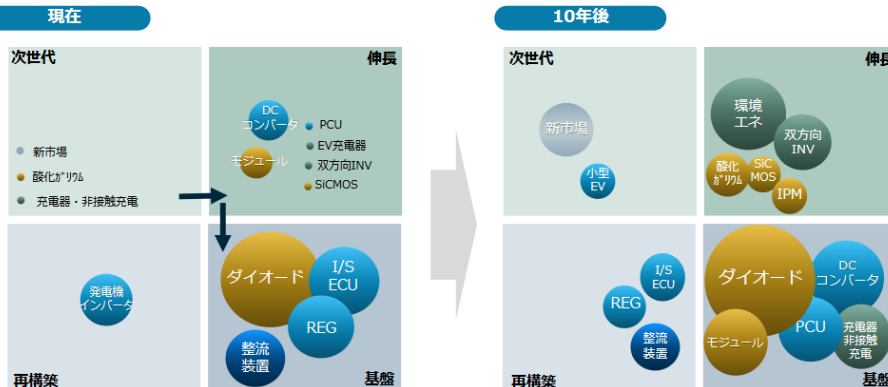 現在
次世代
伸長
DC
コンバータ
PCU
EV充電器
モジュール
双方向INV
SiCMOS
新市場
酸化ｶﾞﾘｳﾑ
充電器・非接触充電
発電機
インバータ
再構築
ダイオード
I/S
ECU
REG
整流
装置
基盤
10年後
次世代
新市場
小型
EV
伸長
環境
エネ
双方向
INV
酸化
ｶﾞﾘｳﾑ
SiC
MOS
IPM
I/S
ECU
REG
整流
装置
再構築
ダイオード
DC
コンバータ
モジュール
PCU
充電器
非接触
充電
基盤